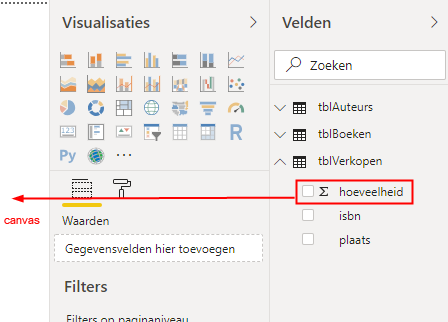 Visualisaties
Velden
Zoeken
tblAuteurs
tblBoeken
tblVerkopen
Σ hoeveelheid
isbn
plaats
123
R
Py
canvas
Waarden
Gegevensvelden hier toevoegen
Filters
Filters op paginaniveau